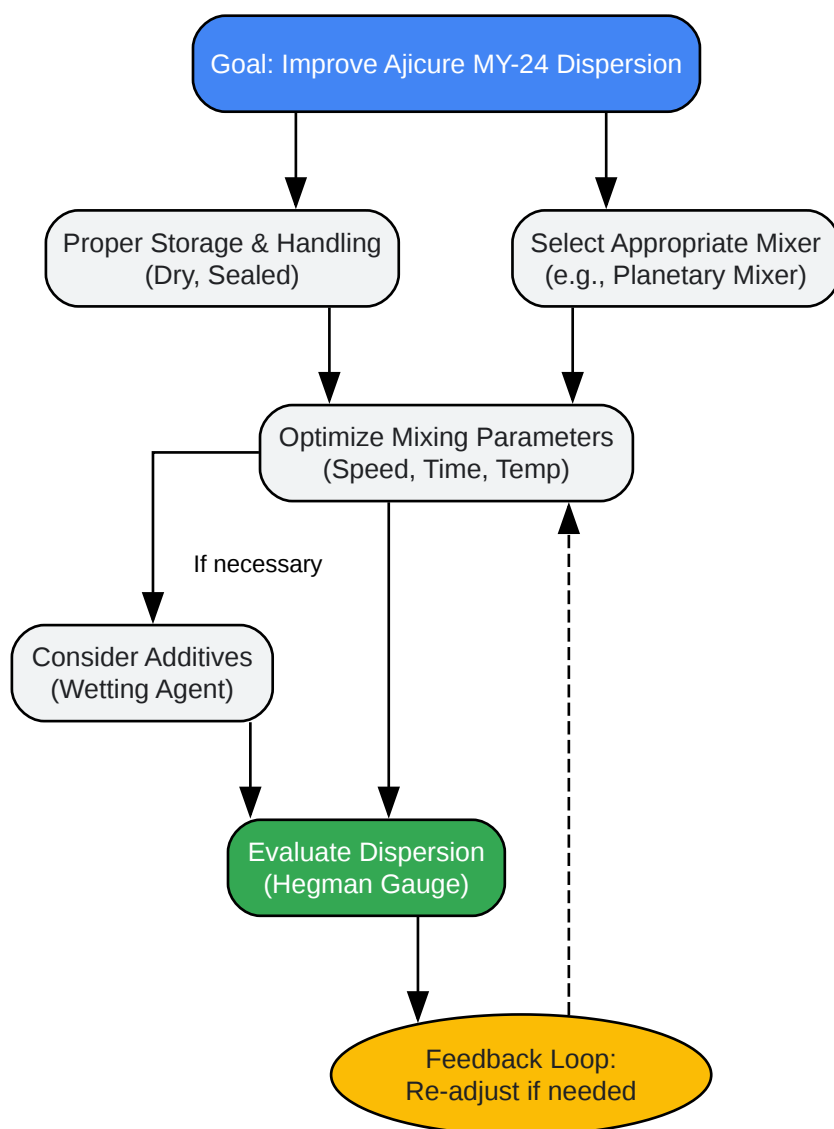 Goal: Improve Ajicure MY-24 Dispersion
Proper Storage & Handling
(Dry, Sealed)
Select Appropriate Mixer
(e.g., Planetary Mixer)
Optimize Mixing Parameters
(Speed, Time, Temp)
If necessary
Consider Additives
(Wetting Agent)
Evaluate Dispersion
(Hegman Gauge)
Feedback Loop:
Re-adjust if needed